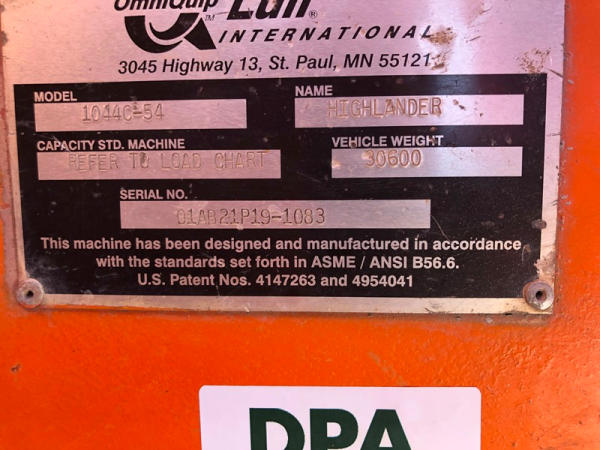 OmniQuip Lull®
™ INTERNATIONAL
3045 Highway 13, St. Paul, MN 55121
MODEL NAME
1044C-54 HIGHLANDER
CAPACITY STD. MACHINE VEHICLE WEIGHT
REFER TO LOAD CHART 30600
SERIAL NO.
01AB21P19-1083
This machine has been designed and manufactured in accordance
with the standards set forth in ASME / ANSI B56.6.
U.S. Patent Nos. 4147263 and 4954041
DPA